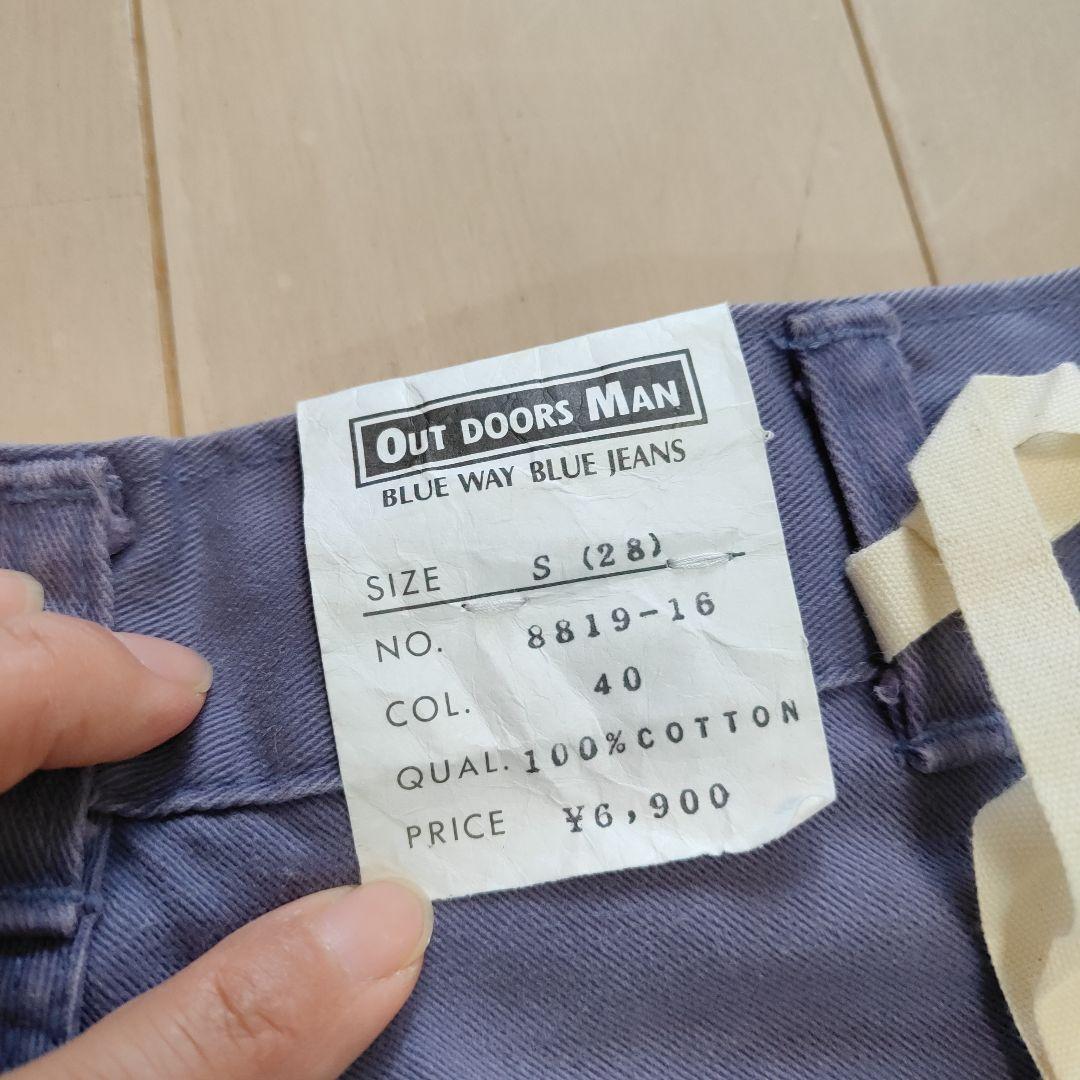 OUT DOORS MAN
BLUE WAY BLUE JEANS
SIZE S (28)
NO. 8819-16
COL. 40
QUAL. 100%COTTON
PRICE ¥6,900